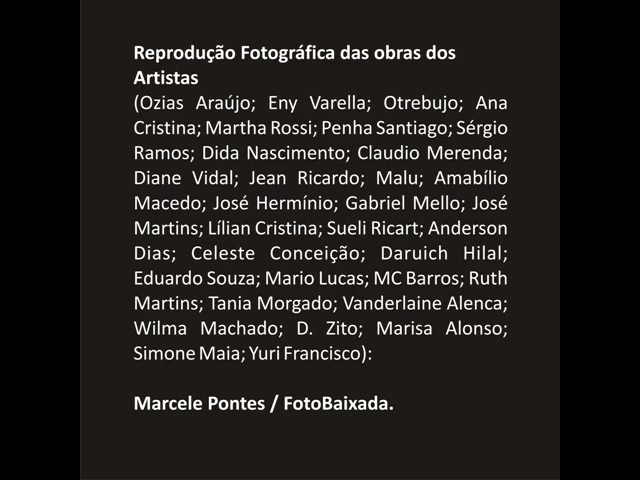 Reprodução Fotográfica das obras dos
Artistas
(Ozias Araújo; Eny Varella; Otrebujo; Ana
Cristina; Martha Rossi; Penha Santiago; Sérgio
Ramos; Dida Nascimento; Claudio Merenda;
Diane Vidal; Jean Ricardo; Malu; Amabílio
Macedo; José Hermínio; Gabriel Mello; José
Martins; Lílian Cristina; Sueli Ricart; Anderson
Dias; Celeste Conceição; Daruich Hilal;
Eduardo Souza; Mario Lucas; MC Barros; Ruth
Martins; Tania Morgado; Vanderlaine Alenca;
Wilma Machado; D. Zito; Marisa Alonso;
Simone Maia; Yuri Francisco):
Marcele Pontes / FotoBaixada.